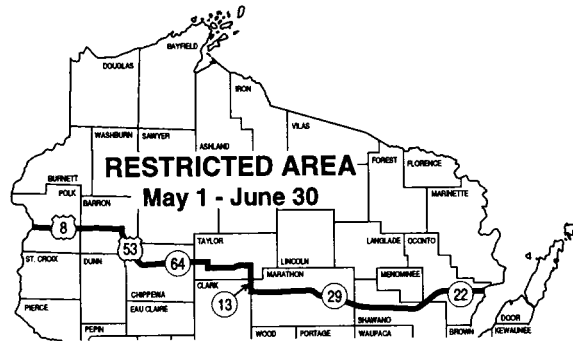 BAYFIELD
DOUGLAS
IRON
VILAS
WASHBURN
SAWYER
ASHLAND
FOREST
FLORENCE
RESTRICTED AREA
May 1 - June 30
BURNETT
POLK
BARRON
MARINETTE
8
53
TAYLOR
LANGLADE
OCONTO
ST. CROIX
DUNN
64
LINCOLN
MARATHON
MENOMINEE
CLARK
CHIPPEWA
13
29
22
PIERCE
EAU CLAIRE
SHAWANO
DOOR
PEPIN
WOOD
PORTAGE
WAUPACA
BROWN
KEWAUNEE